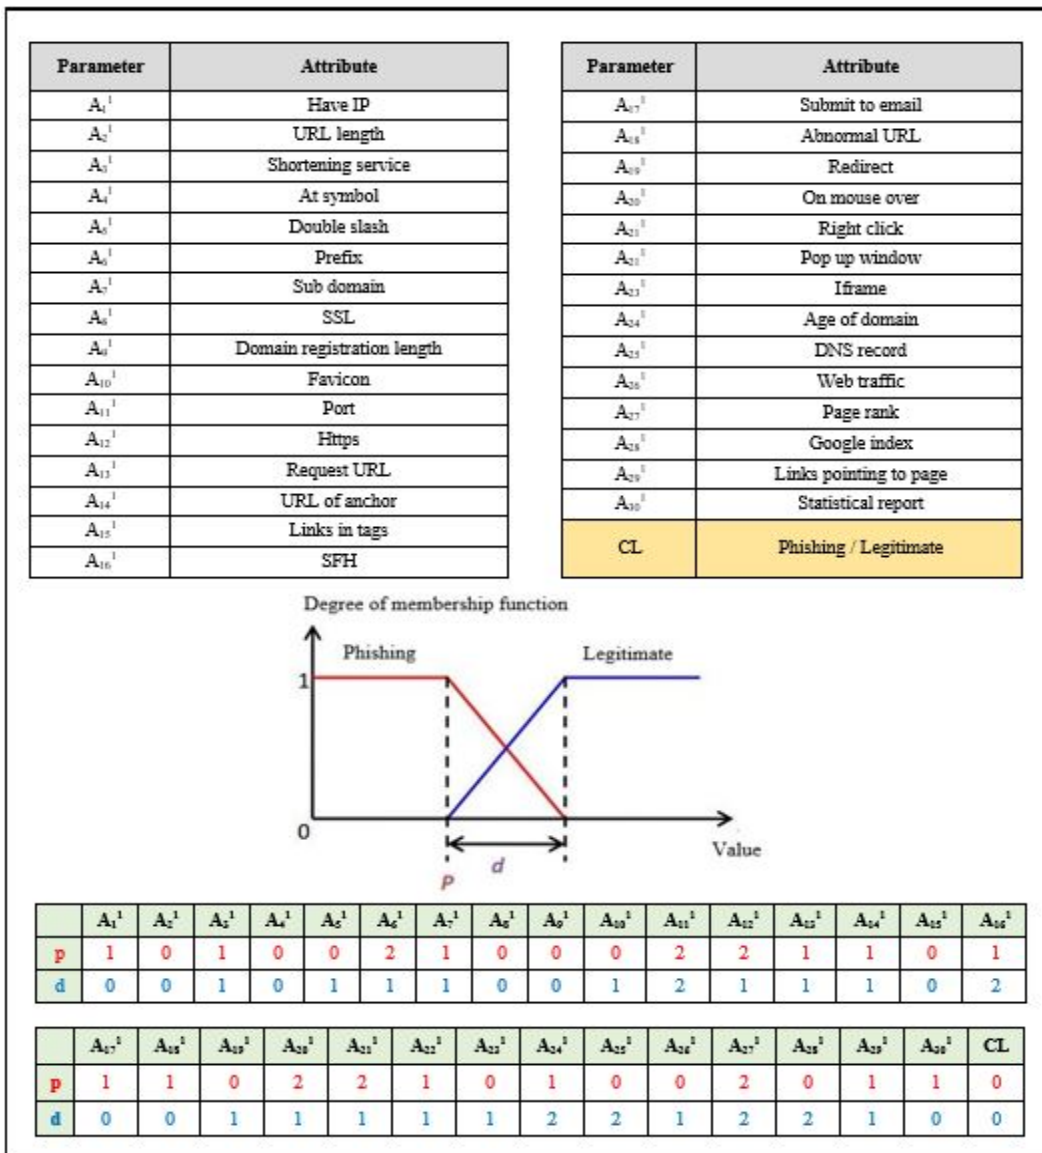 Parameter Attribute
A₁¹ Have IP
A₂¹ URL length
A₃¹ Shortening service
A₄¹ At symbol
A₅¹ Double slash
A₆¹ Prefix
A₇¹ Sub domain
A₈¹ SSL
A₉¹ Domain registration length
A₁₀¹ Favicon
A₁₁¹ Port
A₁₂¹ Https
A₁₃¹ Request URL
A₁₄¹ URL of anchor
A₁₅¹ Links in tags
A₁₆¹ SFH
Parameter Attribute
A₁₇¹ Submit to email
A₁₈¹ Abnormal URL
A₁₉¹ Redirect
A₂₀¹ On mouse over
A₂₁¹ Right click
A₂₁¹ Pop up window
A₂₃¹ Iframe
A₂₄¹ Age of domain
A₂₅¹ DNS record
A₂₆¹ Web traffic
A₂₇¹ Page rank
A₂₈¹ Google index
A₂₉¹ Links pointing to page
A₃₀¹ Statistical report
CL Phishing / Legitimate
Degree of membership function
Phishing Legitimate
1
0
Value
d
P
A₁¹ A₂¹ A₃¹ A₄¹ A₅¹ A₆¹ A₇¹ A₈¹ A₉¹ A₁₀¹ A₁₁¹ A₁₂¹ A₁₃¹ A₁₄¹ A₁₅¹ A₁₆¹
p 1 0 1 0 0 2 1 0 0 0 2 2 1 1 0 1
d 0 0 1 0 1 1 1 0 0 1 2 1 1 1 0 2
A₁₇¹ A₁₈¹ A₁₉¹ A₂₀¹ A₂₁¹ A₂₂¹ A₂₃¹ A₂₄¹ A₂₅¹ A₂₆¹ A₂₇¹ A₂₈¹ A₂₉¹ A₃₀¹ CL
p 1 1 0 2 2 1 0 1 0 0 2 0 1 1 0
d 0 0 1 1 1 1 1 2 2 1 2 2 1 0 0